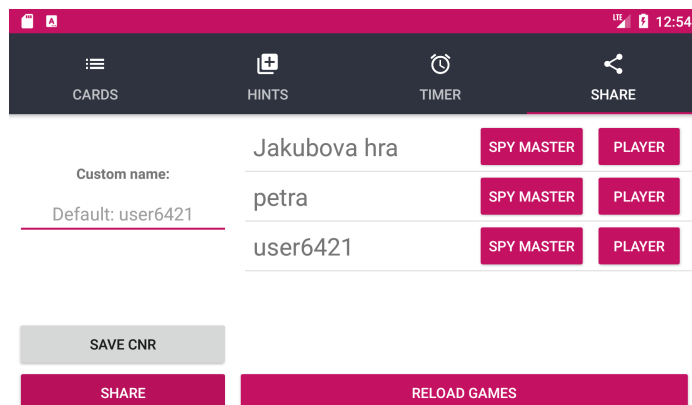 LTE 12:54
CARDS HINTS TIMER SHARE
Custom name:
Default: user6421
Jakubova hra SPY MASTER PLAYER
petra SPY MASTER PLAYER
user6421 SPY MASTER PLAYER
SAVE CNR
SHARE RELOAD GAMES